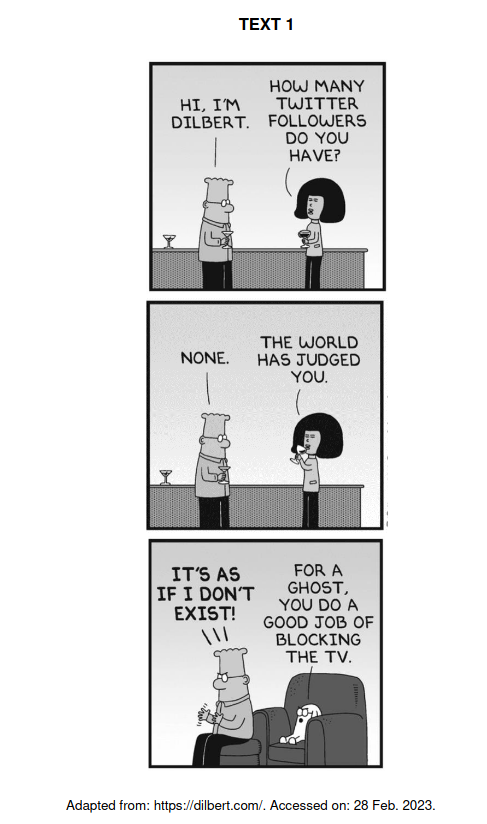 TEXT 1
HI, I'M
DILBERT.
HOW MANY
TWITTER
FOLLOWERS
DO YOU
HAVE?
NONE.
THE WORLD
HAS JUDGED
YOU.
IT'S AS
IF I DON'T
EXIST!
FOR A
GHOST,
YOU DO A
GOOD JOB OF
BLOCKING
THE TV.
Adapted from: https://dilbert.com/. Accessed on: 28 Feb. 2023.